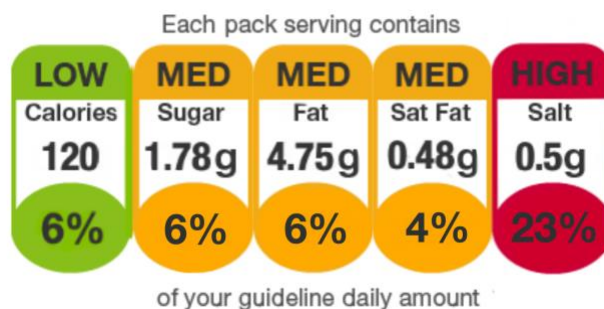 Each pack serving contains
LOW MED MED MED HIGH
Calories Sugar Fat Sat Fat Salt
120 1.78g 4.75g 0.48g 0.5g
6% 6% 6% 4% 23%
of your guideline daily amount